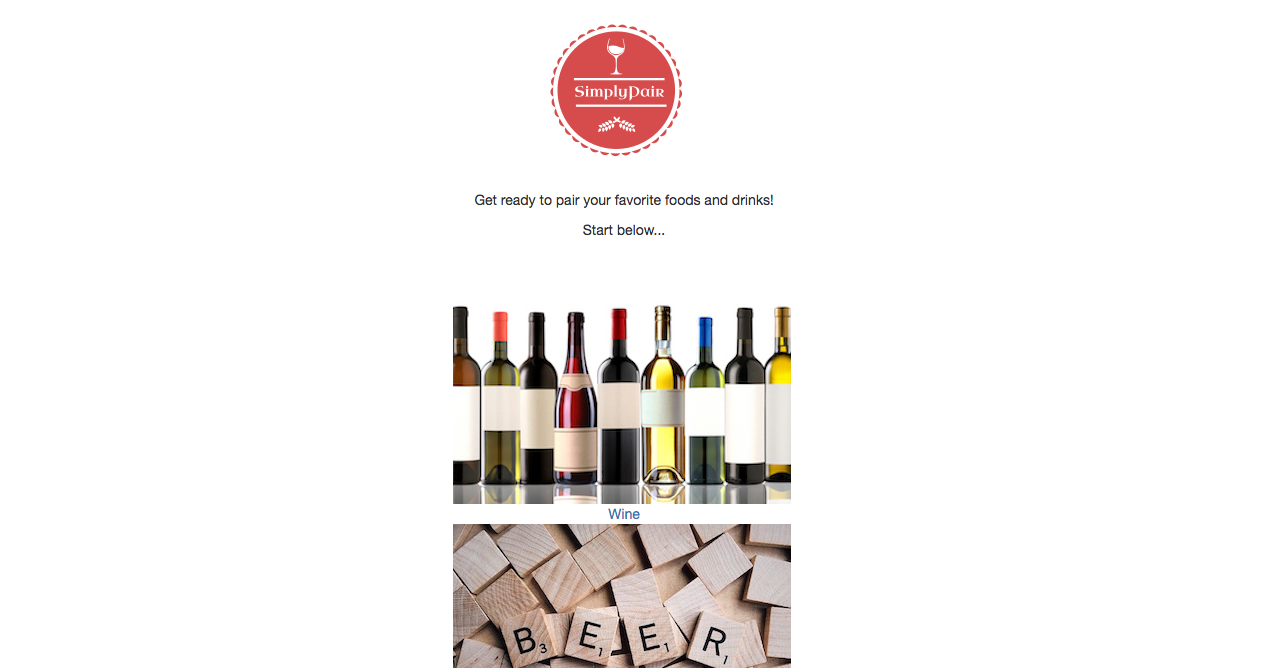 SimplyPair
Get ready to pair your favorite foods and drinks!
Start below...
Wine
B3 E1 E1 R1